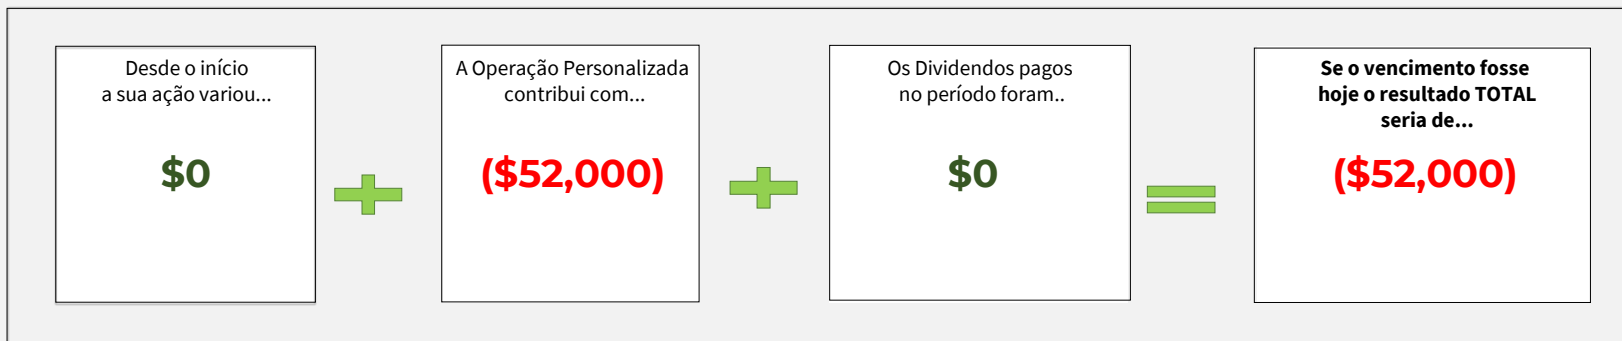 Desde o início
a sua ação variou...
$0
A Operação Personalizada
contribui com...
($52,000)
Os Dividendos pagos
no período foram..
$0
Se o vencimento fosse
hoje o resultado TOTAL
seria de...
($52,000)